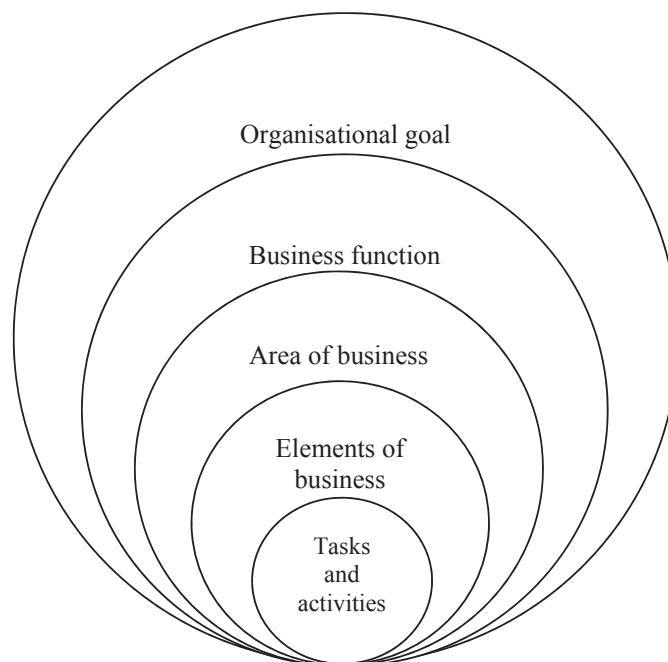 Organisational goal
Business function
Area of business
Elements of
business
Tasks
and
activities